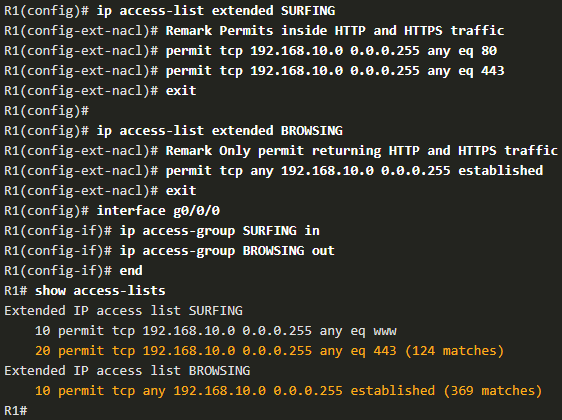 R1(config)# ip access-list extended SURFING
R1(config-ext-nacl)# Remark Permits inside HTTP and HTTPS traffic
R1(config-ext-nacl)# permit tcp 192.168.10.0 0.0.0.255 any eq 80
R1(config-ext-nacl)# permit tcp 192.168.10.0 0.0.0.255 any eq 443
R1(config-ext-nacl)# exit
R1(config)#
R1(config)# ip access-list extended BROWSING
R1(config-ext-nacl)# Remark Only permit returning HTTP and HTTPS traffic
R1(config-ext-nacl)# permit tcp any 192.168.10.0 0.0.0.255 established
R1(config-ext-nacl)# exit
R1(config)# interface g0/0/0
R1(config-if)# ip access-group SURFING in
R1(config-if)# ip access-group BROWSING out
R1(config-if)# end
R1# show access-lists
Extended IP access list SURFING
    10 permit tcp 192.168.10.0 0.0.0.255 any eq www
    20 permit tcp 192.168.10.0 0.0.0.255 any eq 443 (124 matches)
Extended IP access list BROWSING
    10 permit tcp any 192.168.10.0 0.0.0.255 established (369 matches)
R1#